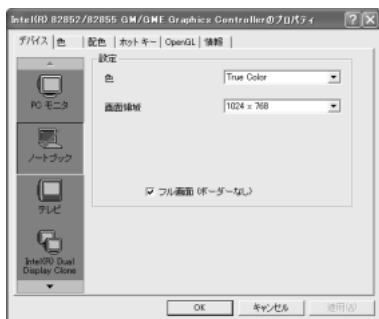 Intel(R) 82852/82855 GM/GME Graphics Controllerのプロパティ
デバイス 色 配色 ホット キー OpenGL 情報
PC モニタ
ノートブック
テレビ
Intel(R) Dual Display Clone
設定
色 True Color
画面領域 1024 x 768
フル画面 (ボーダーなし)
OK キャンセル 適用(A)